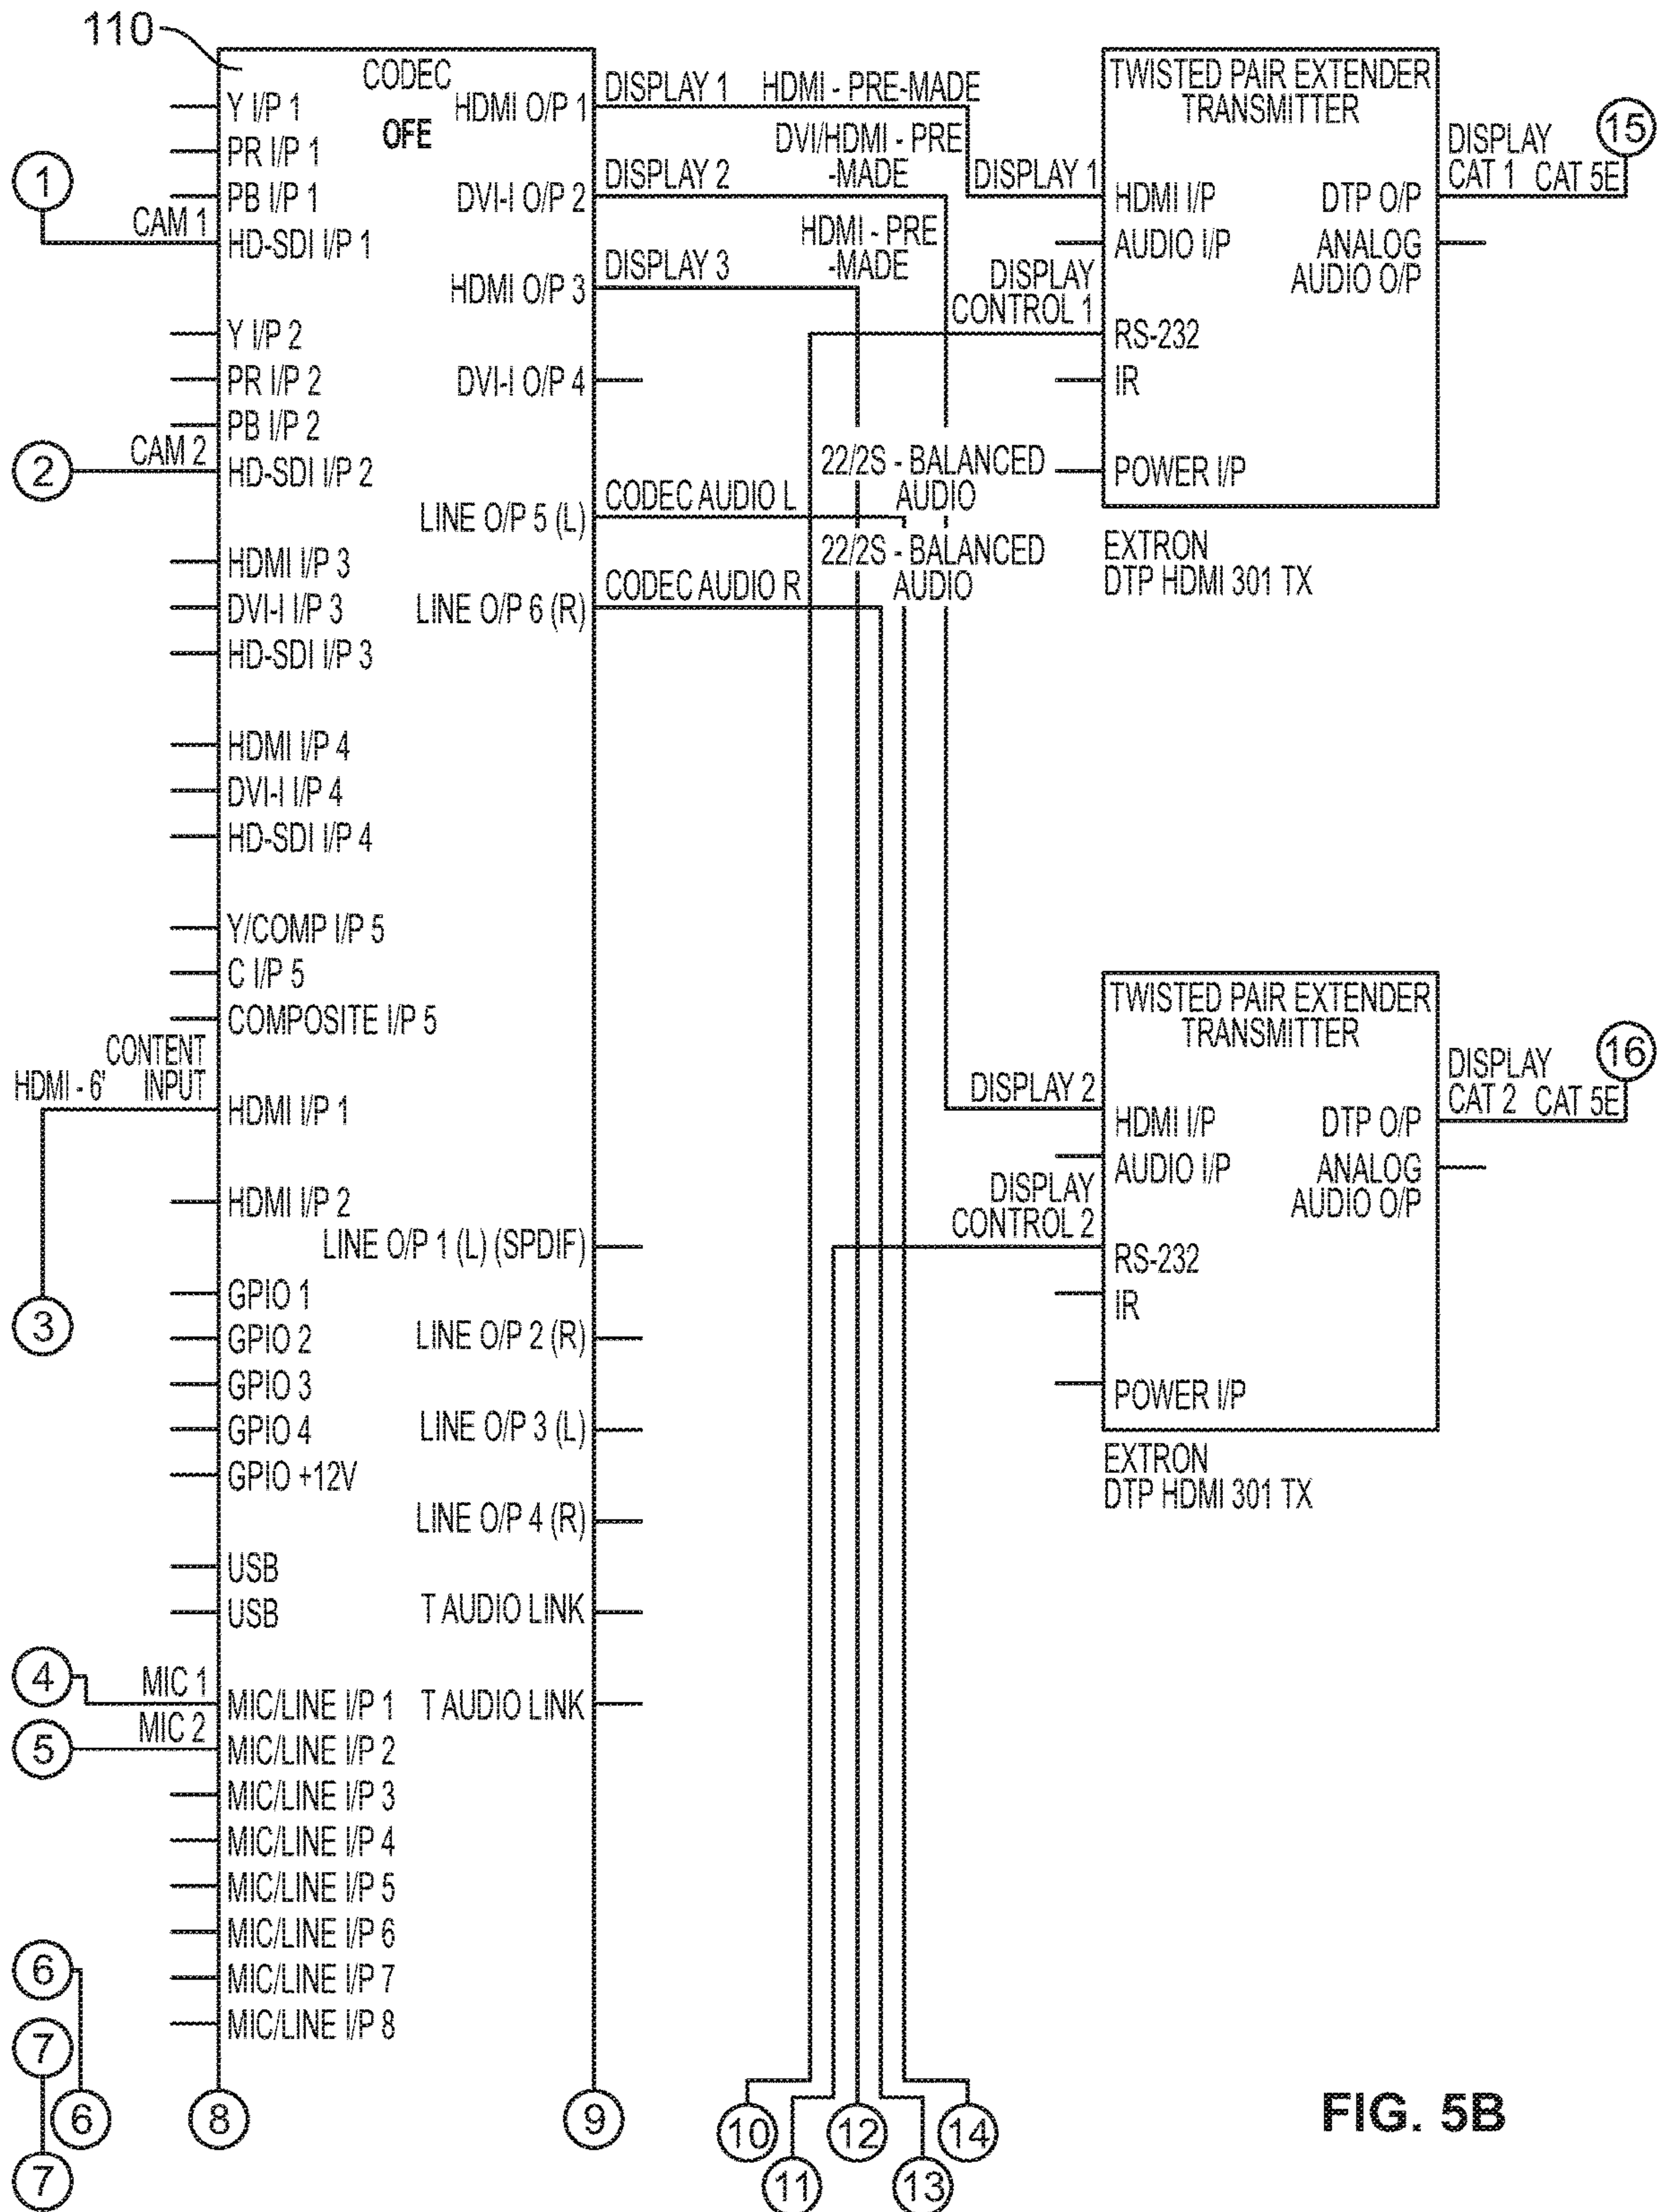 110
CODEC
OFE
Y I/P 1
PR I/P 1
PB I/P 1
1
CAM 1
HD-SDI I/P 1
Y I/P 2
PR I/P 2
PB I/P 2
2
CAM 2
HD-SDI I/P 2
HDMI I/P 3
DVI-I I/P 3
HD-SDI I/P 3
HDMI I/P 4
DVI-I I/P 4
HD-SDI I/P 4
Y/COMP I/P 5
C I/P 5
COMPOSITE I/P 5
CONTENT
HDMI - 6' INPUT
HDMI I/P 1
HDMI I/P 2
3
GPIO 1
GPIO 2
GPIO 3
GPIO 4
GPIO +12V
USB
USB
4
MIC 1
MIC/LINE I/P 1
5
MIC 2
MIC/LINE I/P 2
MIC/LINE I/P 3
MIC/LINE I/P 4
MIC/LINE I/P 5
MIC/LINE I/P 6
MIC/LINE I/P 7
MIC/LINE I/P 8
6
7
6
7
8
HDMI O/P 1
DVI-I O/P 2
HDMI O/P 3
DVI-I O/P 4
LINE O/P 5 (L)
LINE O/P 6 (R)
LINE O/P 1 (L) (SPDIF)
LINE O/P 2 (R)
LINE O/P 3 (L)
LINE O/P 4 (R)
T AUDIO LINK
T AUDIO LINK
9
DISPLAY 1 HDMI - PRE-MADE
DISPLAY 2
DVI/HDMI - PRE
-MADE
DISPLAY 3
HDMI - PRE
-MADE
CODEC AUDIO L
22/2S - BALANCED
AUDIO
CODEC AUDIO R
22/2S - BALANCED
AUDIO
10
11
12
13
14
DISPLAY 1
DISPLAY
CONTROL 1
TWISTED PAIR EXTENDER
TRANSMITTER
HDMI I/P
AUDIO I/P
RS-232
IR
POWER I/P
DTP O/P
ANALOG
AUDIO O/P
DISPLAY
CAT 1 CAT 5E
15
EXTRON
DTP HDMI 301 TX
DISPLAY 2
DISPLAY
CONTROL 2
TWISTED PAIR EXTENDER
TRANSMITTER
HDMI I/P
AUDIO I/P
RS-232
IR
POWER I/P
DTP O/P
ANALOG
AUDIO O/P
DISPLAY
CAT 2 CAT 5E
16
EXTRON
DTP HDMI 301 TX
FIG. 5B